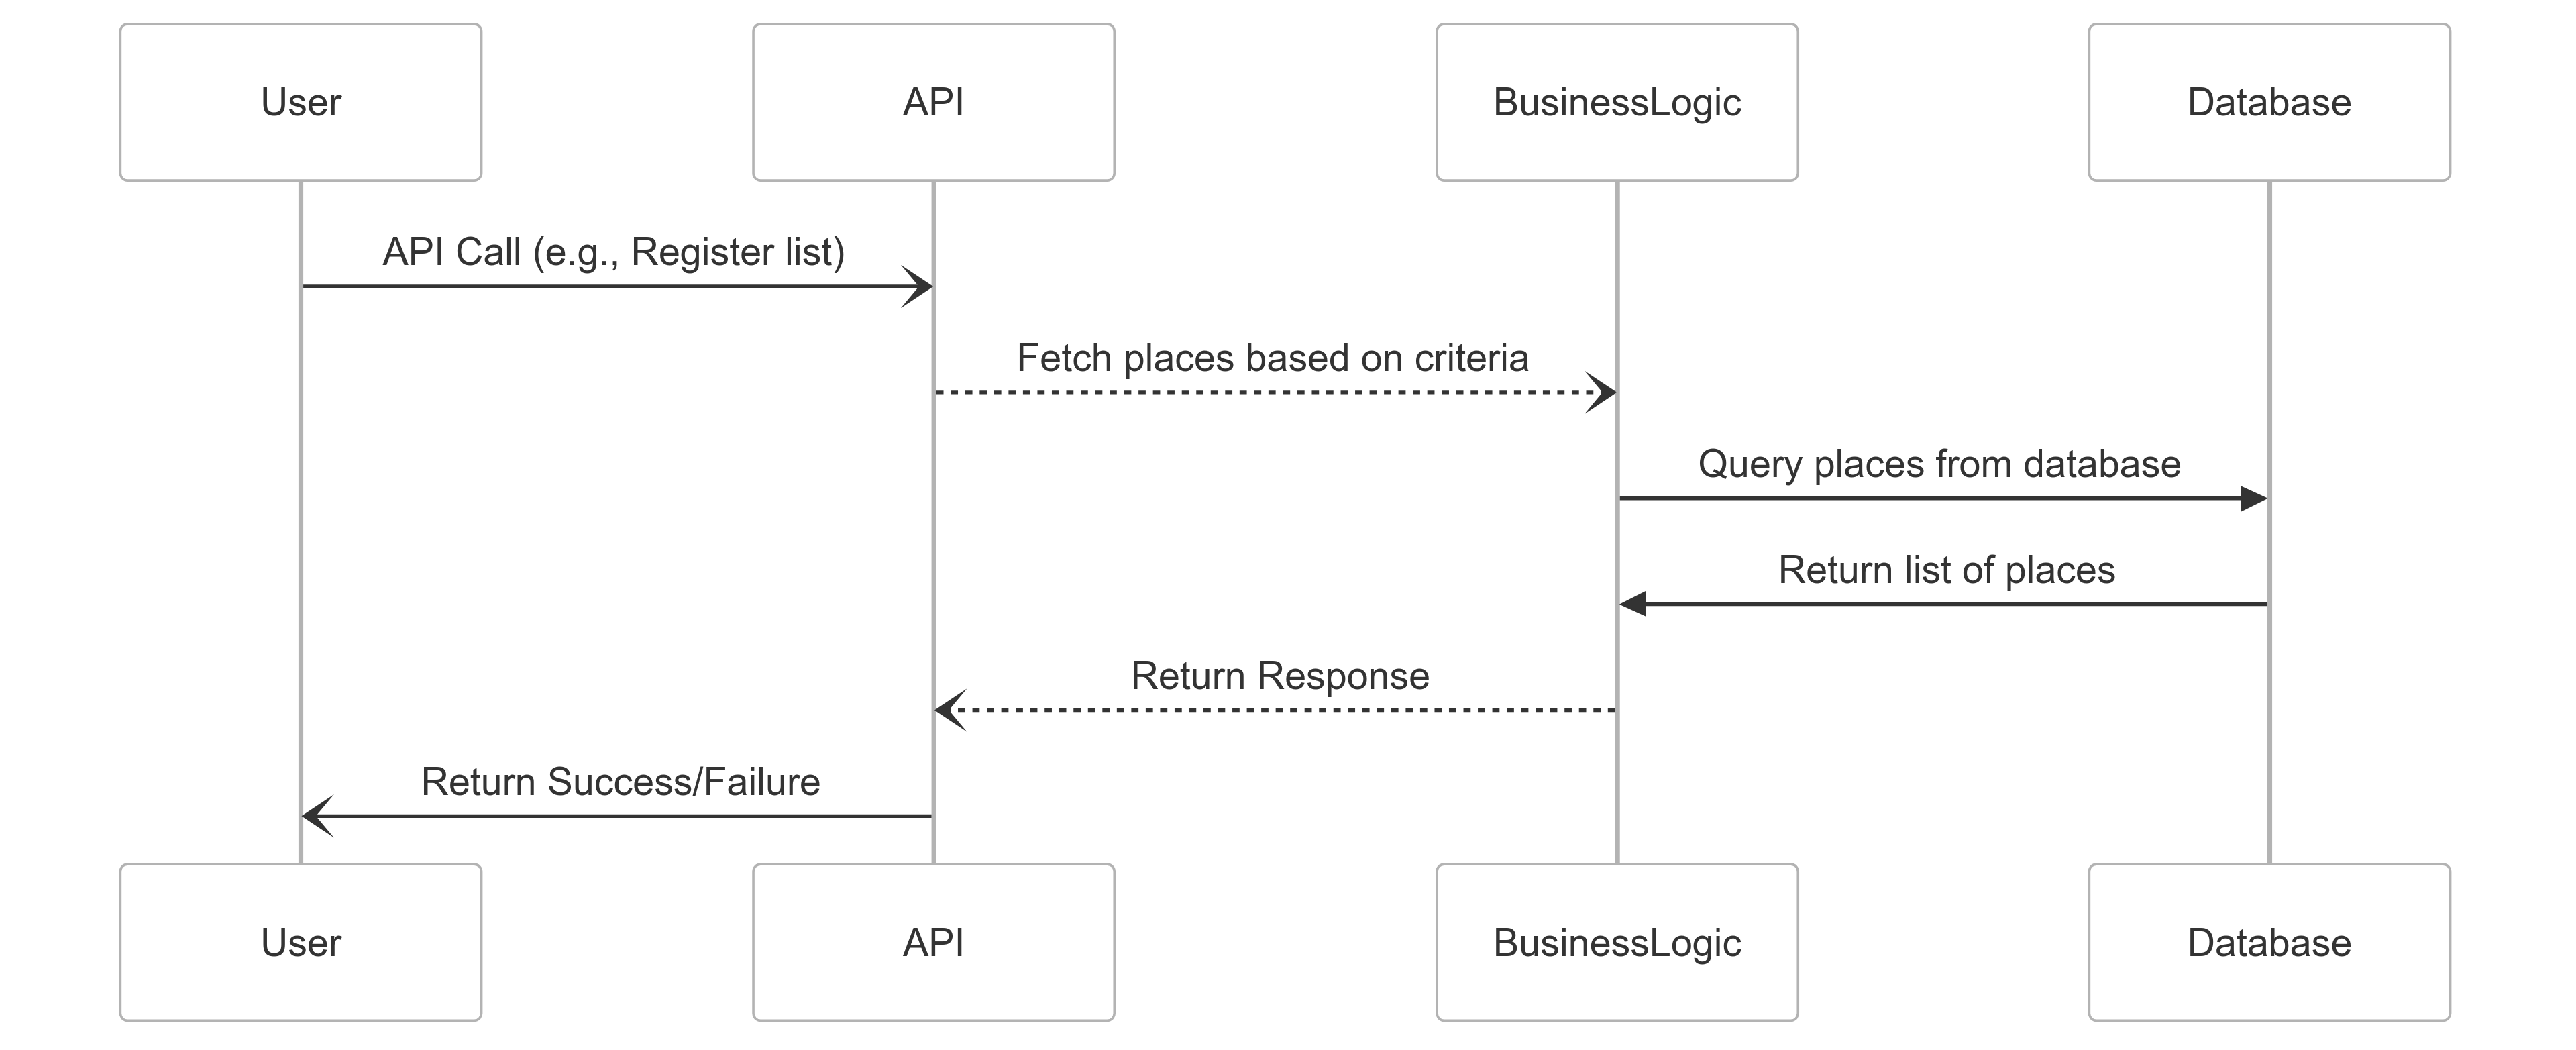 User
API
BusinessLogic
Database
API Call (e.g., Register list)
Fetch places based on criteria
Query places from database
Return list of places
Return Response
Return Success/Failure
User
API
BusinessLogic
Database